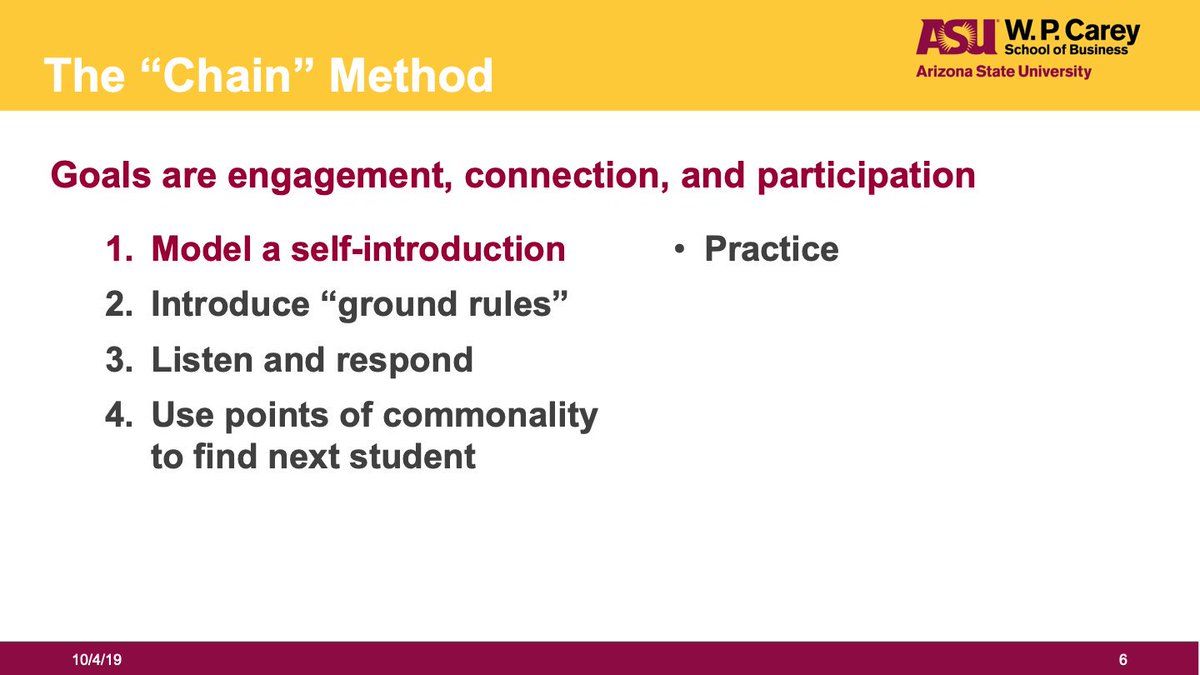 The “Chain” Method
ASU W. P. Carey
School of Business
Arizona State University
Goals are engagement, connection, and participation
1. Model a self-introduction
2. Introduce “ground rules”
3. Listen and respond
4. Use points of commonality
to find next student
• Practice
10/4/19
6